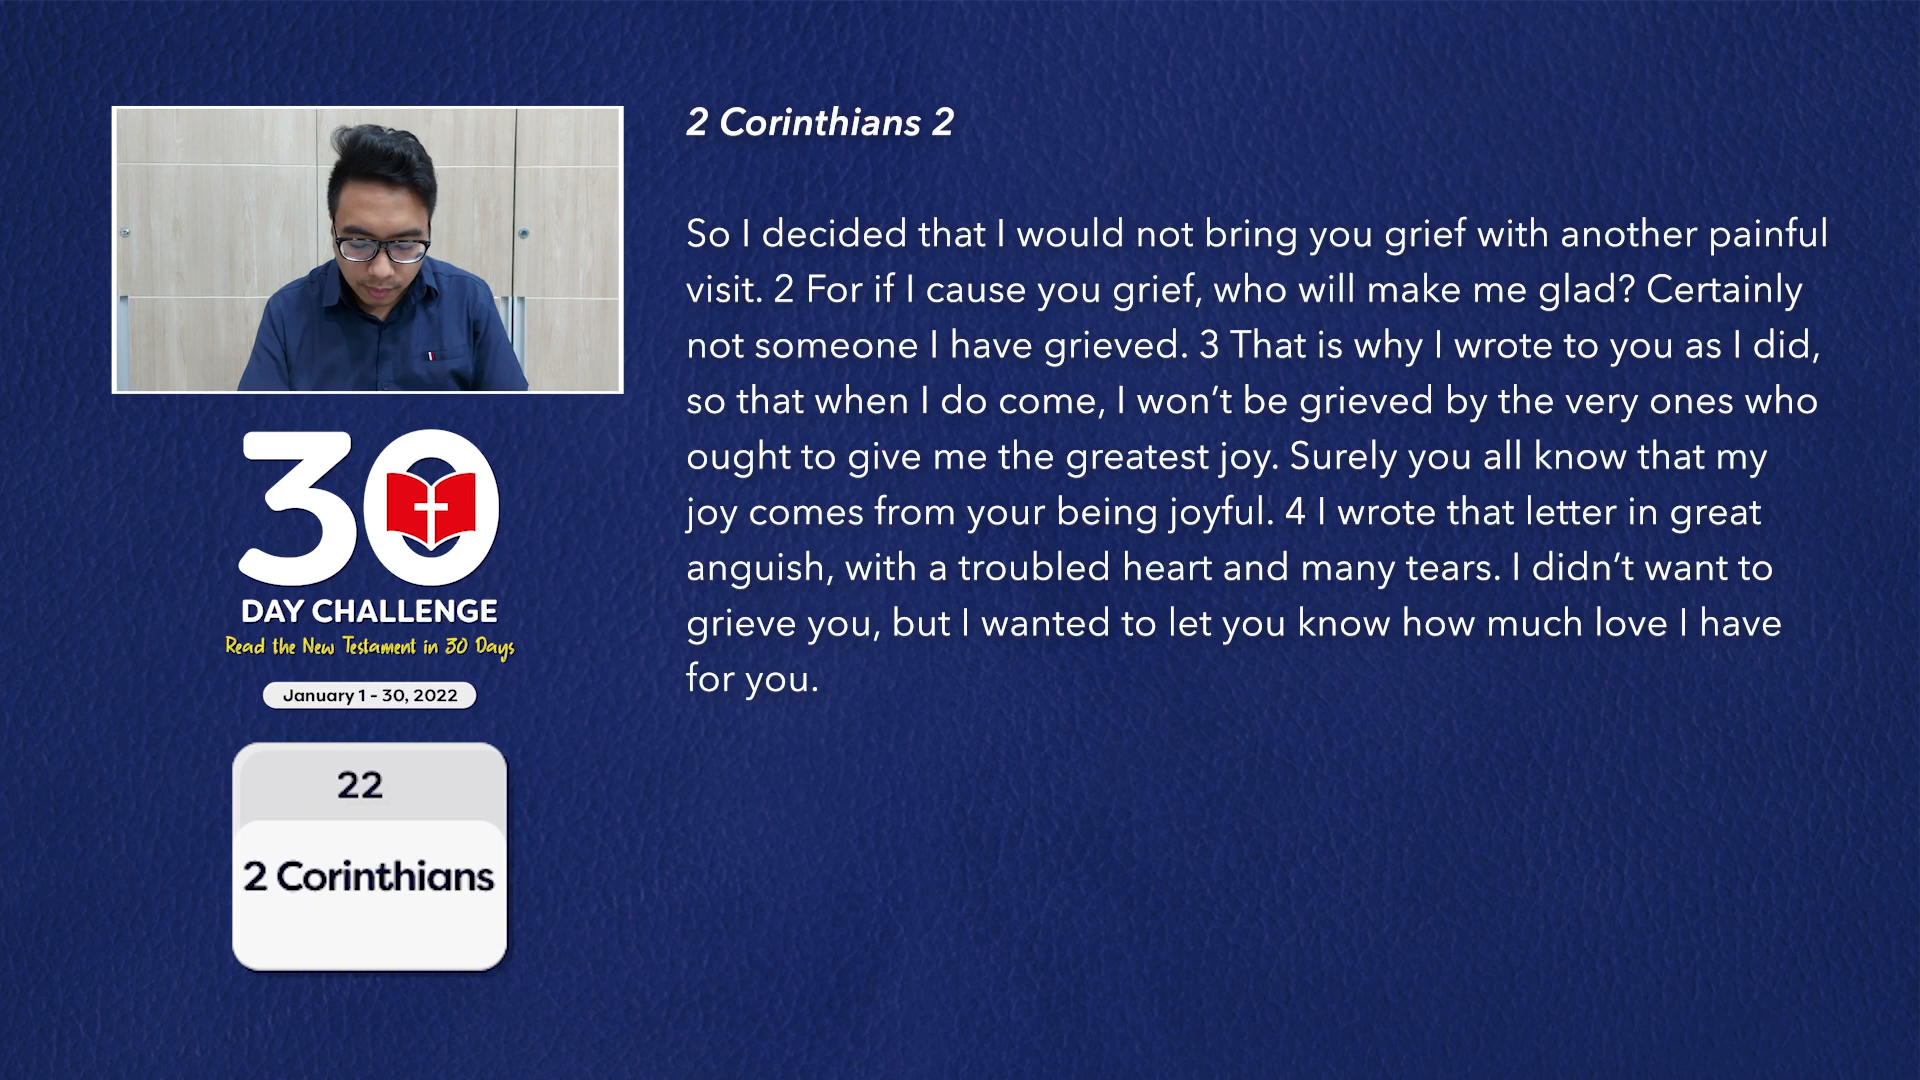 2 Corinthians 2
So I decided that I would not bring you grief with another painful
visit. 2 For if I cause you grief, who will make me glad? Certainly
not someone I have grieved. 3 That is why I wrote to you as I did,
so that when I do come, I won’t be grieved by the very ones who
ought to give me the greatest joy. Surely you all know that my
joy comes from your being joyful. 4 I wrote that letter in great
anguish, with a troubled heart and many tears. I didn’t want to
grieve you, but I wanted to let you know how much love I have
for you.
30
DAY CHALLENGE
Read the New Testament in 30 Days
January 1 - 30, 2022
22
2 Corinthians